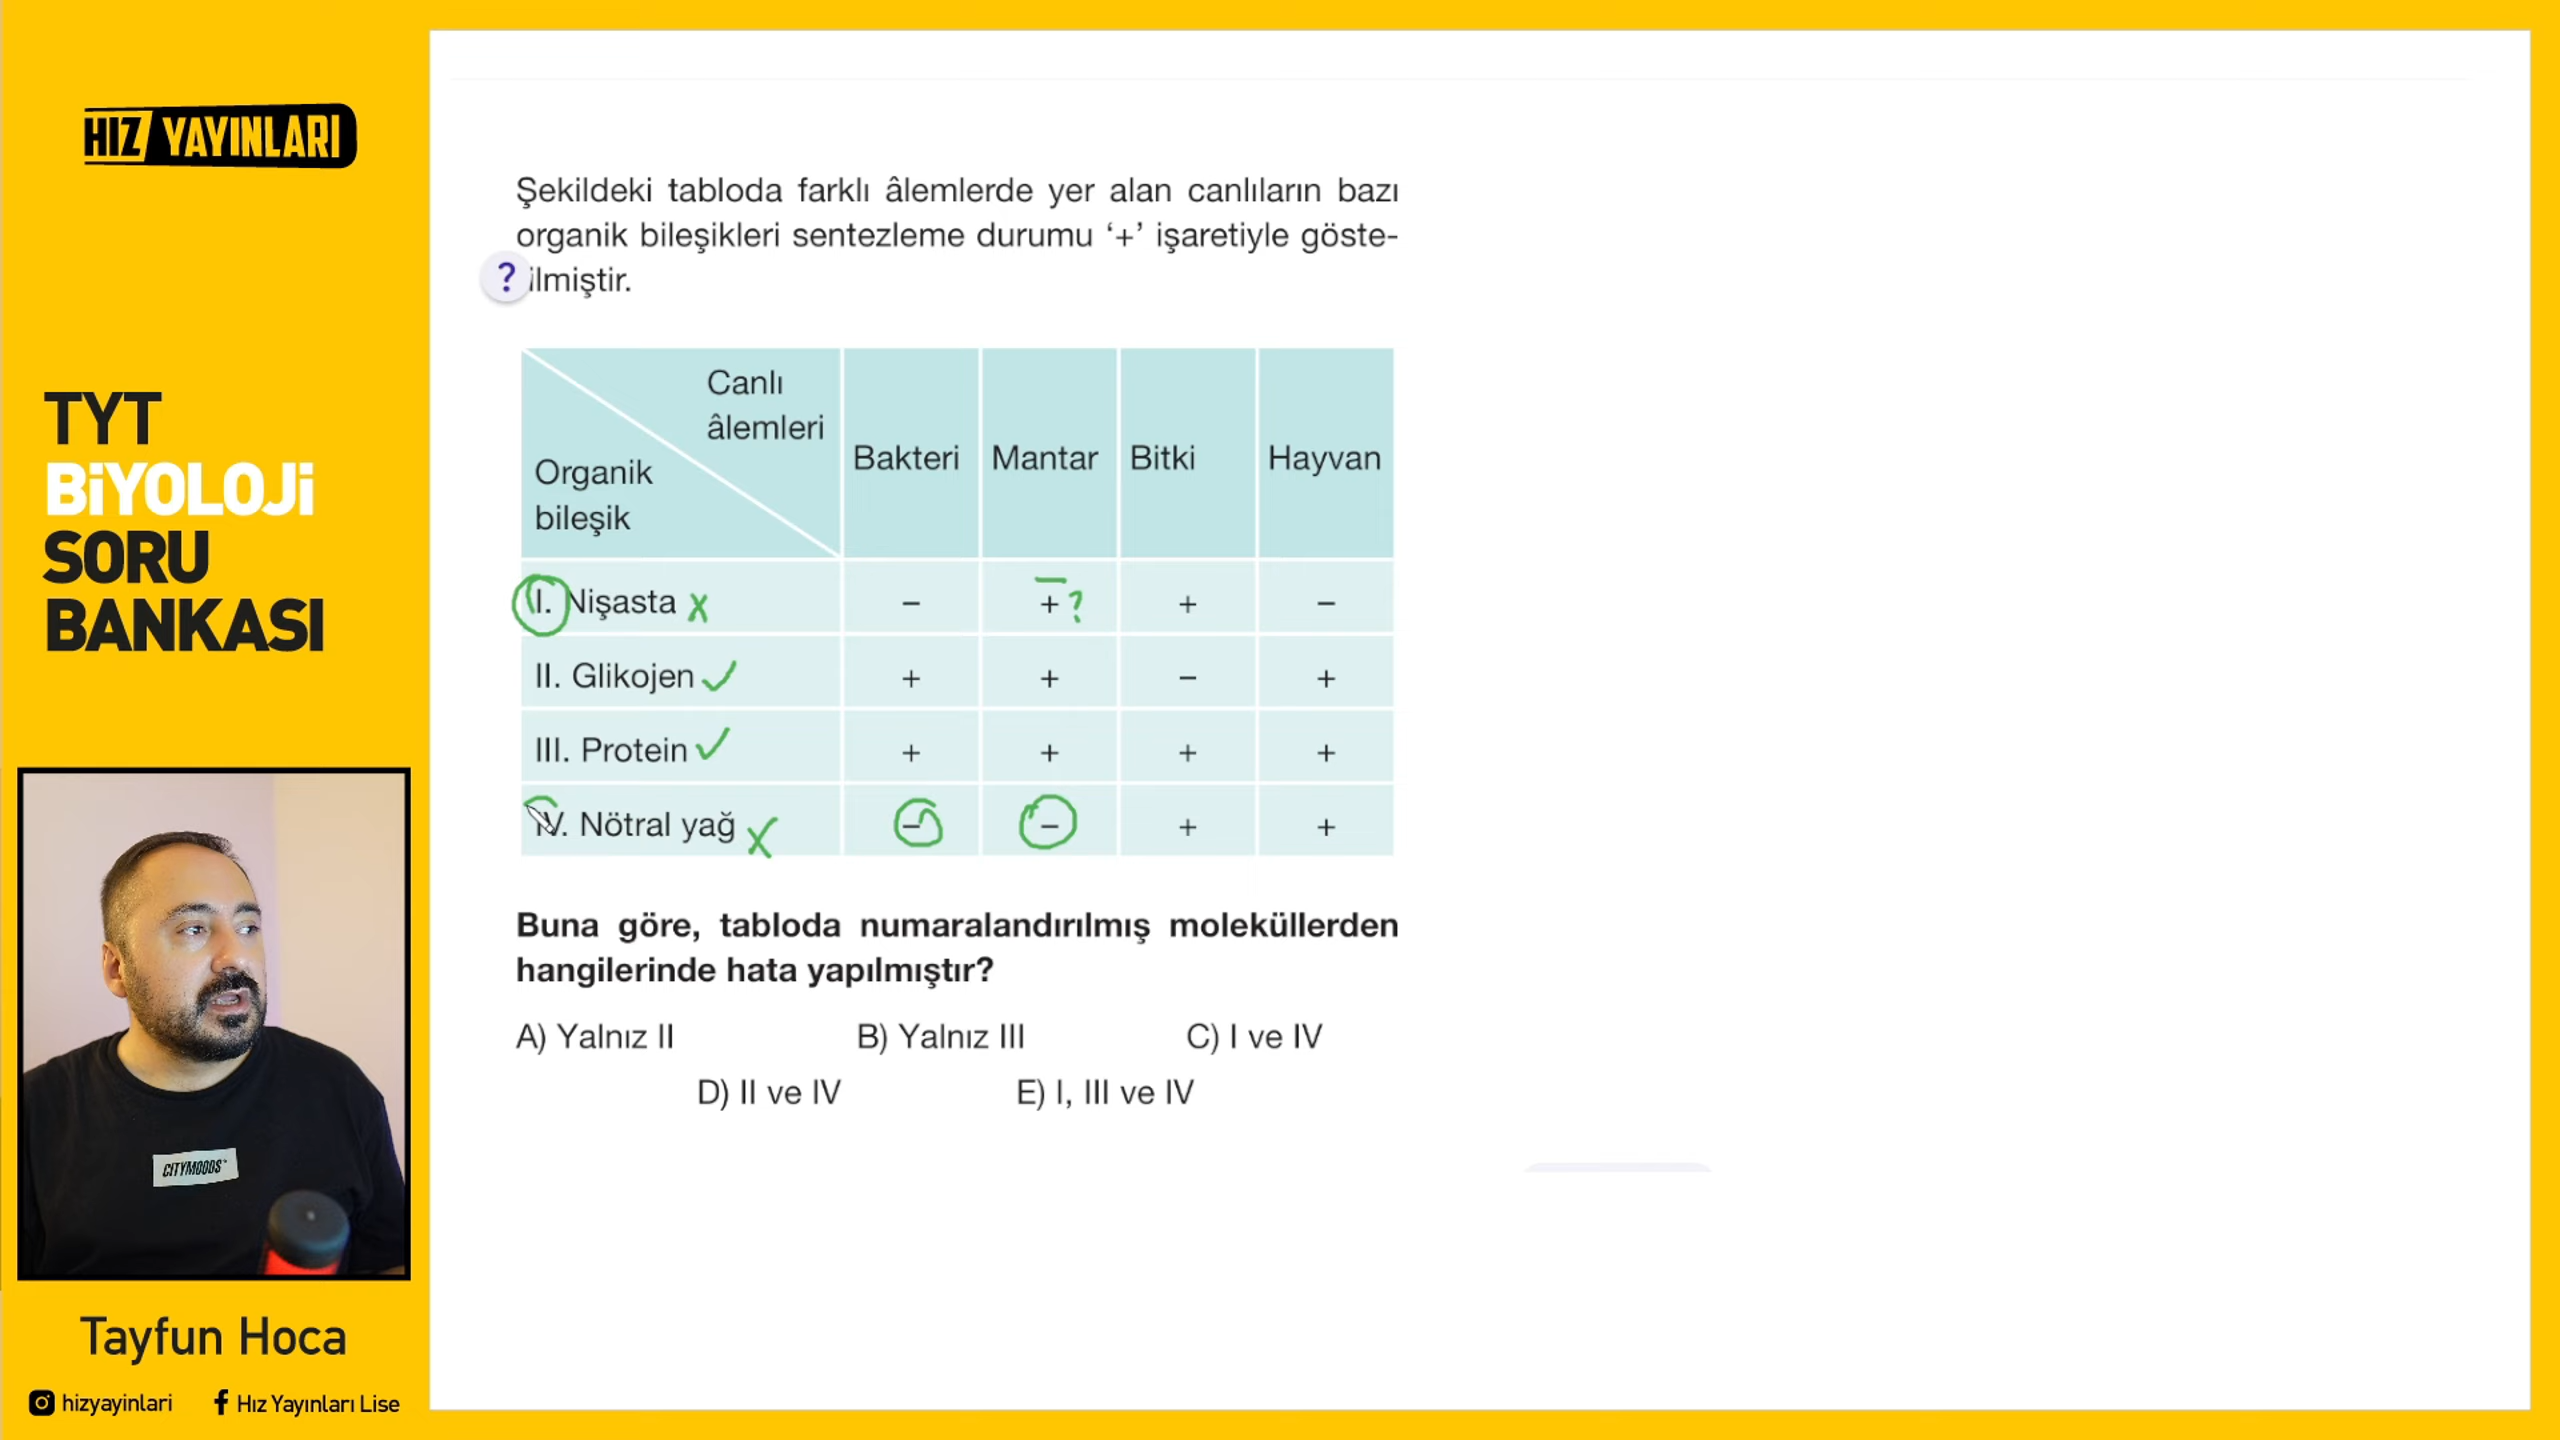 HIZ YAYINLARI
TYT
BiYOLOJi
SORU
BANKASI
CITYMOODS
Tayfun Hoca
hizyayinlari
Hız Yayınları Lise
Şekildeki tabloda farklı âlemlerde yer alan canlıların bazı
organik bileşikleri sentezleme durumu ‘+’ işaretiyle göste-
? ilmiştir.
Canlı
âlemleri
Organik
bileşik
Bakteri Mantar Bitki Hayvan
I. Nişasta x − − + ? + −
II. Glikojen ✓ + + − +
III. Protein ✓ + + + +
IV. Nötral yağ x − − + +
Buna göre, tabloda numaralandırılmış moleküllerden
hangilerinde hata yapılmıştır?
A) Yalnız II B) Yalnız III C) I ve IV
D) II ve IV E) I, III ve IV